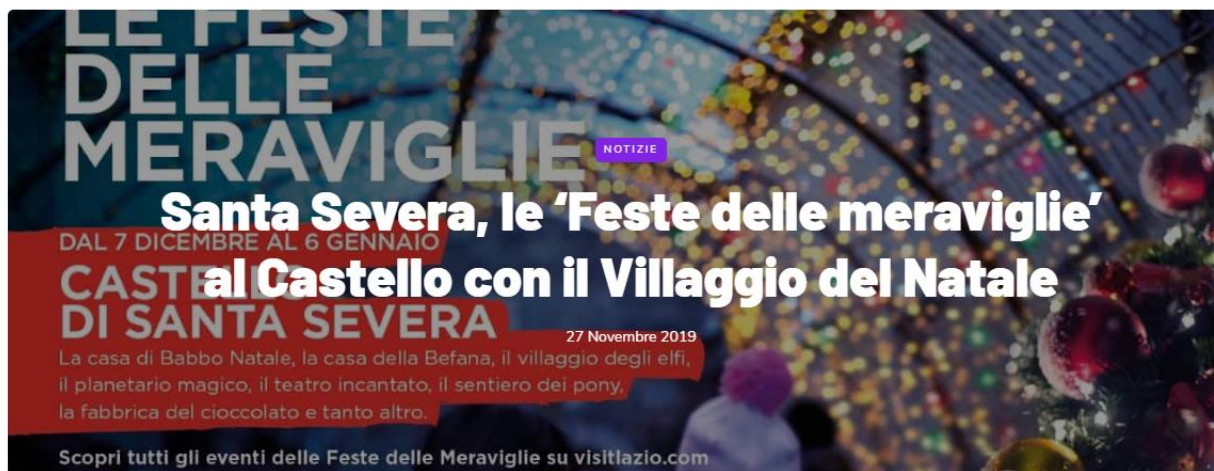 LE FESTE
DELLE
MERAVIGLIE
NOTIZIE
Santa Severa, le ‘Feste delle meraviglie’
al Castello con il Villaggio del Natale
27 Novembre 2019
DAL 7 DICEMBRE AL 6 GENNAIO
CASTELLO
DI SANTA SEVERA
La casa di Babbo Natale, la casa della Befana, il villaggio degli elfi,
il planetario magico, il teatro incantato, il sentiero dei pony,
la fabbrica del cioccolato e tanto altro.
Scopri tutti gli eventi delle Feste delle Meraviglie su visitlazio.com